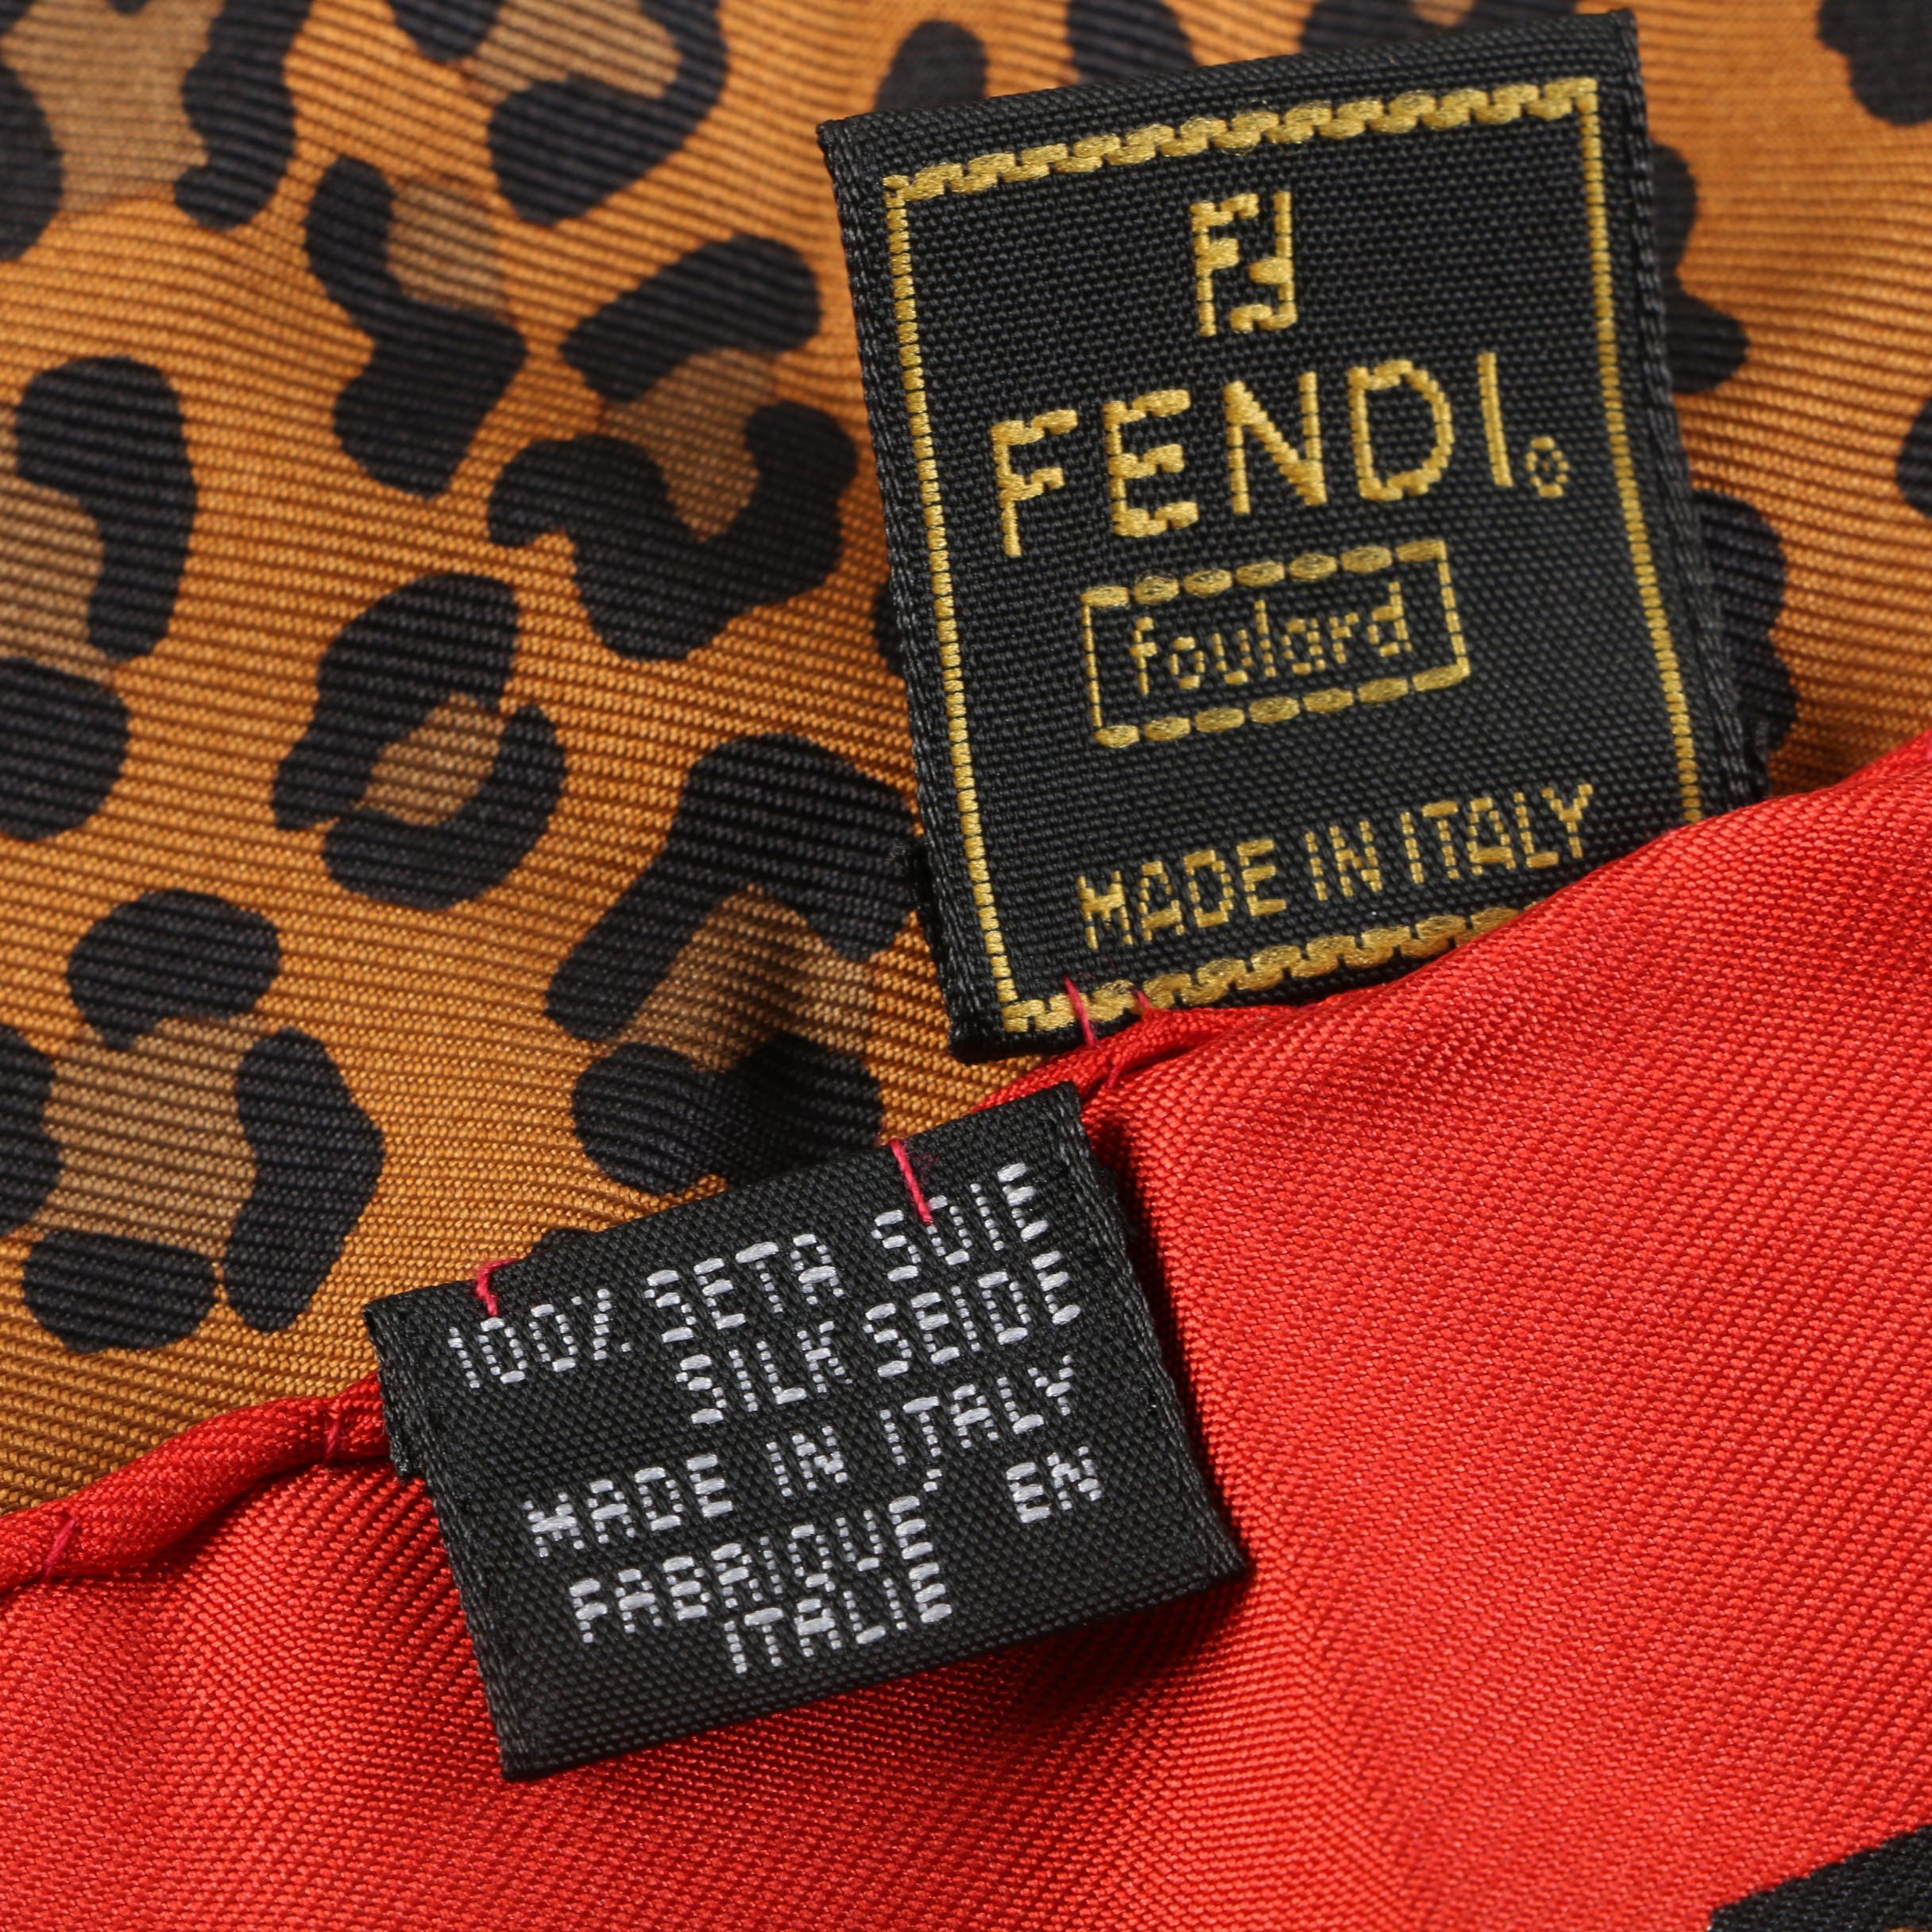 FF
FENDI®
foulard
MADE IN ITALY
100% SETA SOIE
SILK SEIDE
MADE IN ITALY
FABRIQUE' EN
ITALIE